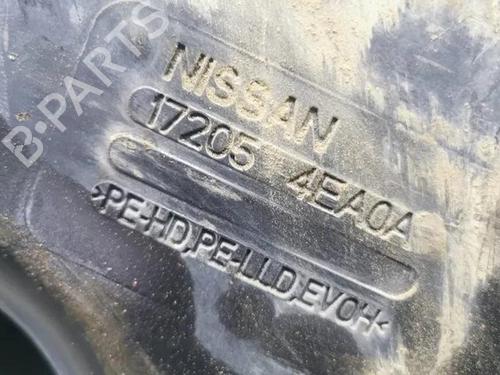 B-PARTS
NISSAN
17205 4EA0A
>PE-HD,PE-LLD,EVOH<